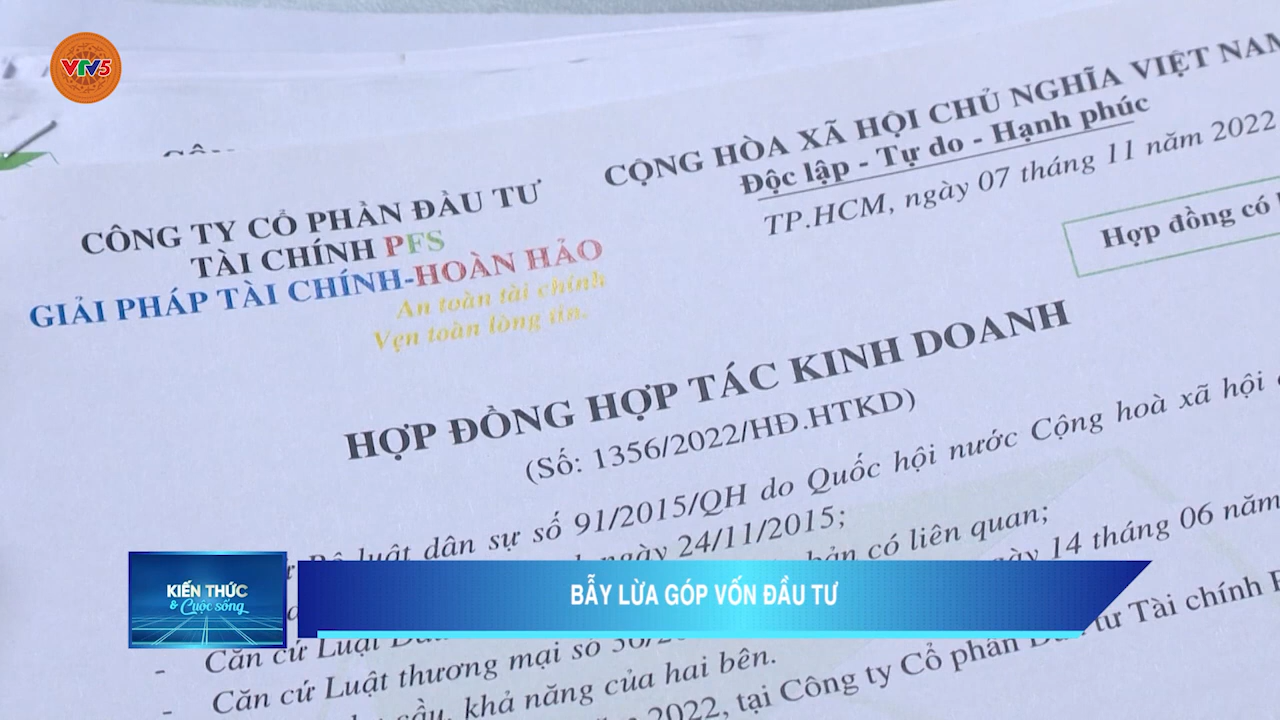 VTV5
CỘNG HÒA XÃ HỘI CHỦ NGHĨA VIỆT NAM
Độc lập - Tự do - Hạnh phúc
TP.HCM, ngày 07 tháng 11 năm 2022
CÔNG TY CỔ PHẦN ĐẦU TƯ
TÀI CHÍNH PFS
GIẢI PHÁP TÀI CHÍNH-HOÀN HẢO
An toàn tài chính
Vẹn toàn lòng tin.
Hợp đồng có
HỢP ĐỒNG HỢP TÁC KINH DOANH
(Số: 1356/2022/HĐ.HTKD)
luật dân sự số 91/2015/QH do Quốc hội nước Cộng hoà xã hội
ngày 24/11/2015;
bản có liên quan;
ngày 14 tháng 06 năm
- Căn cứ Luật
- Căn cứ Luật thương mại số
cầu, khả năng của hai bên.
2022, tại Công ty Cổ phần Đầu tư Tài chính
KIẾN THỨC
& Cuộc sống
BẪY LỪA GÓP VỐN ĐẦU TƯ